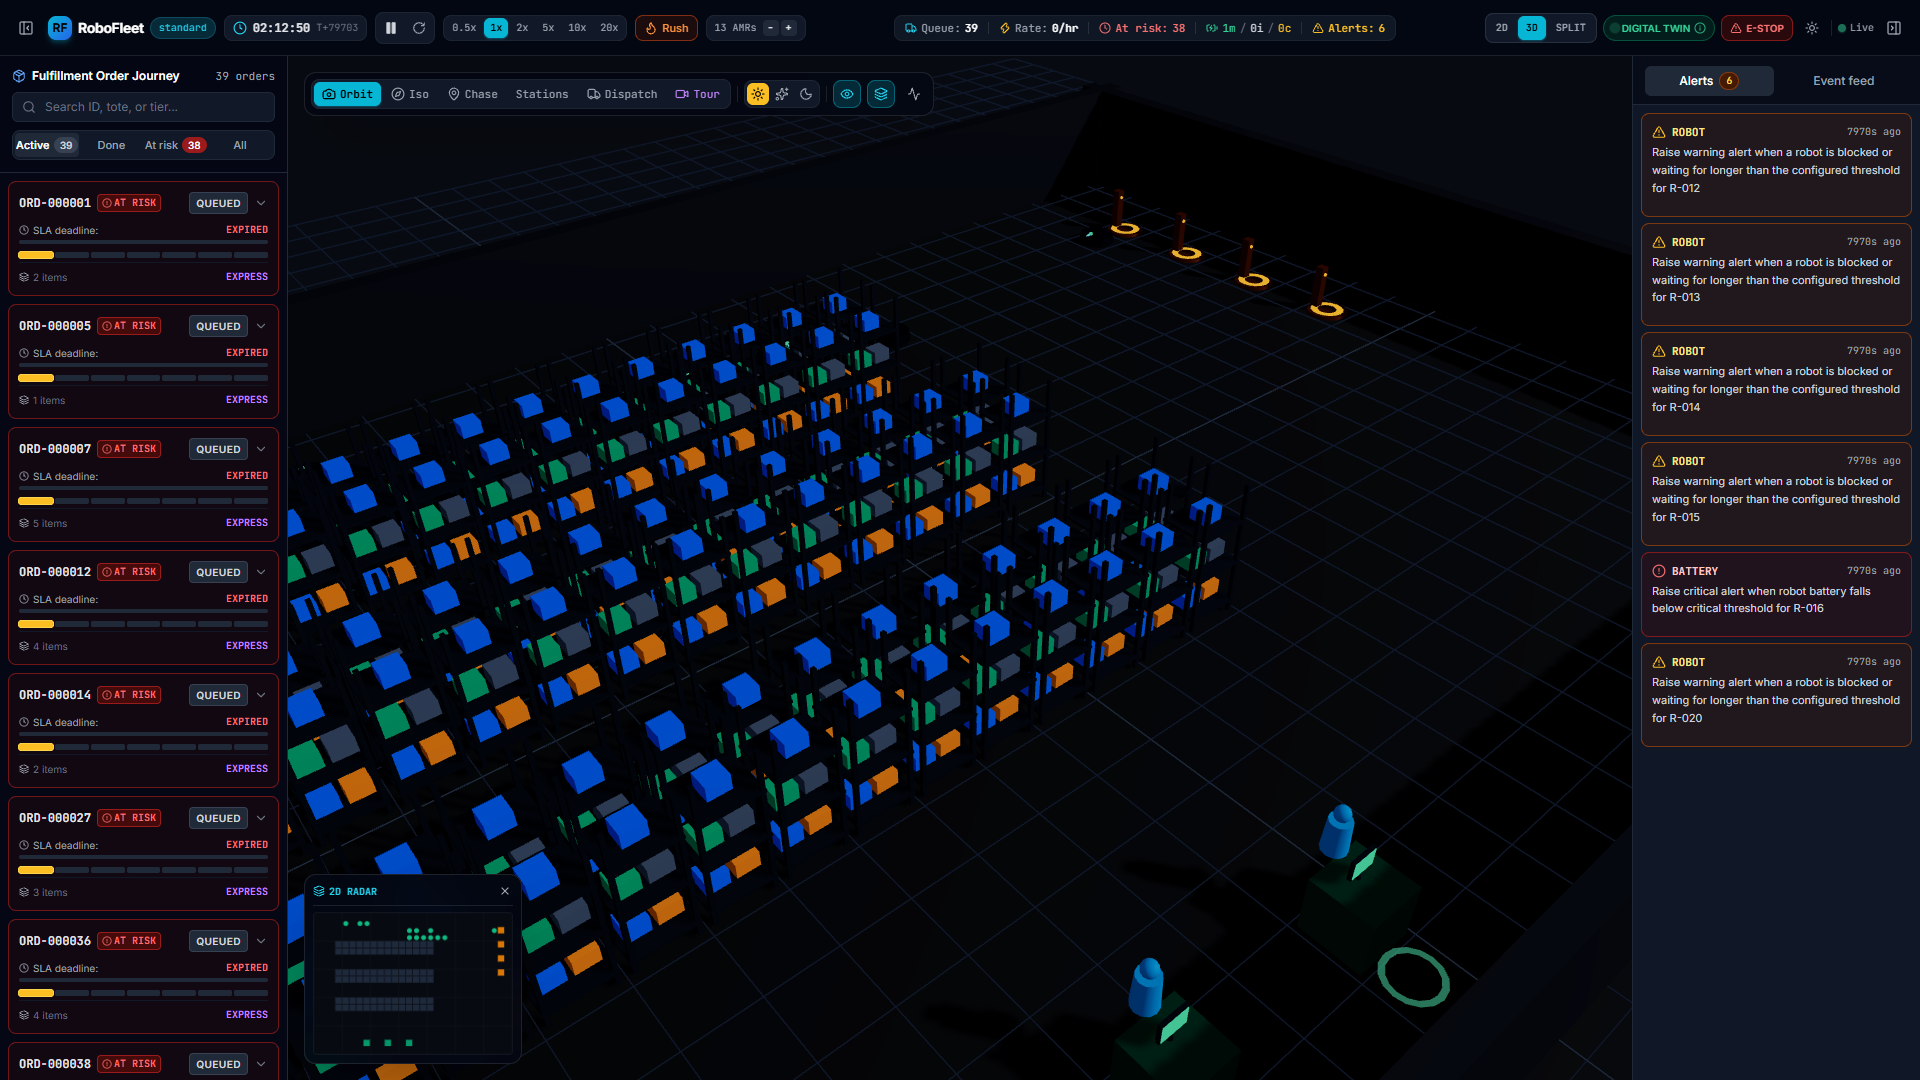 RF RoboFleet standard 02:12:50 T+79703 0.5x 1x 2x 5x 10x 20x Rush 13 AMRs - + Queue: 39 Rate: 0/hr At risk: 38 1m / 0i / 0c Alerts: 6 2D 3D SPLIT DIGITAL TWIN E-STOP Live
Fulfillment Order Journey 39 orders
Search ID, tote, or tier...
Active 39 Done At risk 38 All
ORD-000001 AT RISK QUEUED
SLA deadline: EXPIRED
2 items EXPRESS
ORD-000005 AT RISK QUEUED
SLA deadline: EXPIRED
1 items EXPRESS
ORD-000007 AT RISK QUEUED
SLA deadline: EXPIRED
5 items EXPRESS
ORD-000012 AT RISK QUEUED
SLA deadline: EXPIRED
4 items EXPRESS
ORD-000014 AT RISK QUEUED
SLA deadline: EXPIRED
2 items EXPRESS
ORD-000027 AT RISK QUEUED
SLA deadline: EXPIRED
3 items EXPRESS
ORD-000036 AT RISK QUEUED
SLA deadline: EXPIRED
4 items EXPRESS
ORD-000038 AT RISK QUEUED
Orbit Iso Chase Stations Dispatch Tour
2D RADAR
Alerts 6 Event feed
ROBOT 7970s ago
Raise warning alert when a robot is blocked or
waiting for longer than the configured threshold
for R-012
ROBOT 7970s ago
Raise warning alert when a robot is blocked or
waiting for longer than the configured threshold
for R-013
ROBOT 7970s ago
Raise warning alert when a robot is blocked or
waiting for longer than the configured threshold
for R-014
ROBOT 7970s ago
Raise warning alert when a robot is blocked or
waiting for longer than the configured threshold
for R-015
BATTERY 7970s ago
Raise critical alert when robot battery falls
below critical threshold for R-016
ROBOT 7970s ago
Raise warning alert when a robot is blocked or
waiting for longer than the configured threshold
for R-020